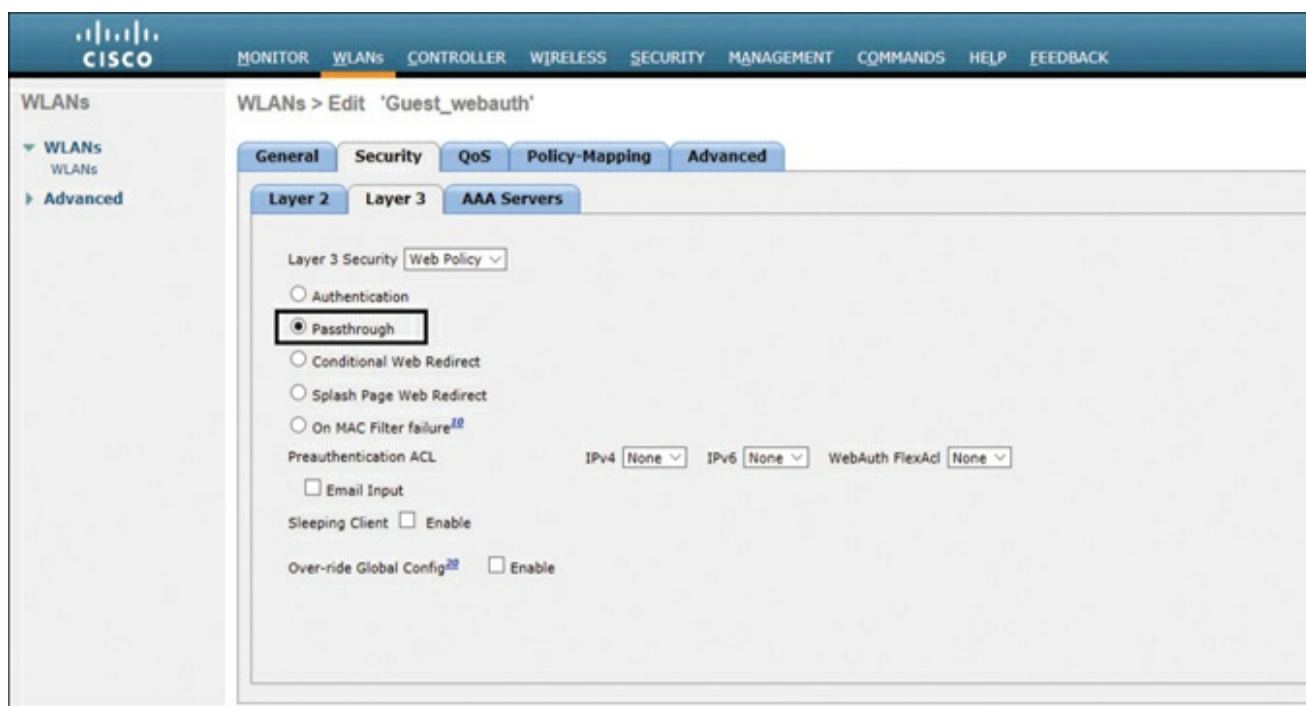 CISCO
MONITOR WLANs CONTROLLER WIRELESS SECURITY MANAGEMENT COMMANDS HELP FEEDBACK
WLANs
WLANs
WLANs
Advanced
WLANs > Edit 'Guest_webauth'
General Security QoS Policy-Mapping Advanced
Layer 2 Layer 3 AAA Servers
Layer 3 Security Web Policy
Authentication
Passthrough
Conditional Web Redirect
Splash Page Web Redirect
On MAC Filter failure10
Preauthentication ACL IPv4 None IPv6 None WebAuth FlexAcl None
Email Input
Sleeping Client Enable
Over-ride Global Config20 Enable